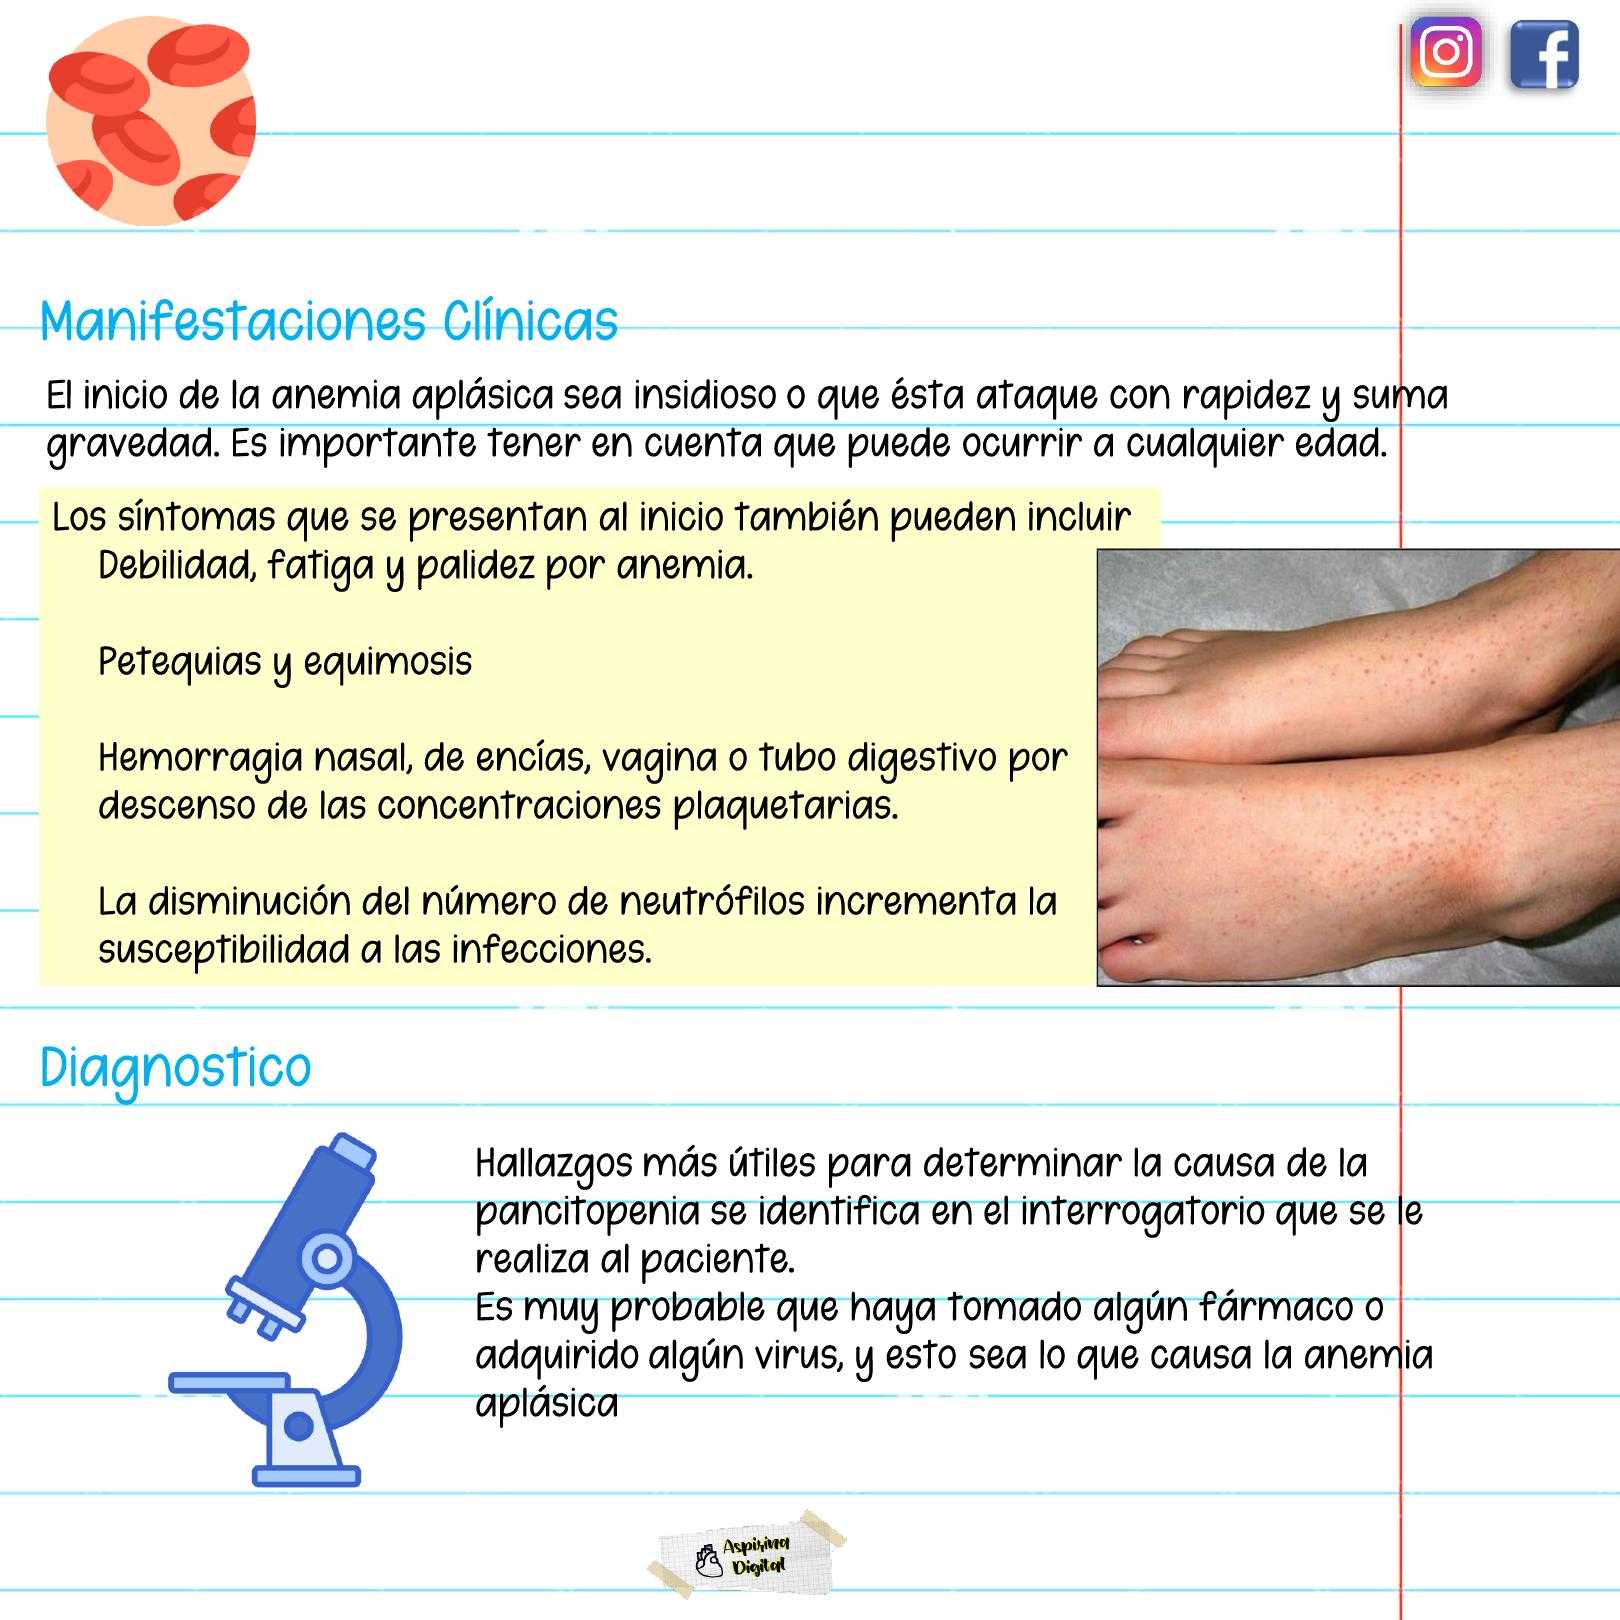 Manifestaciones Clínicas
El inicio de la anemia aplásica sea insidioso o que ésta ataque con rapidez y suma
gravedad. Es importante tener en cuenta que puede ocurrir a cualquier edad.
Los síntomas que se presentan al inicio también pueden incluir
Debilidad, fatiga y palidez por anemia.
Petequias y equimosis
Hemorragia nasal, de encías, vagina o tubo digestivo por
descenso de las concentraciones plaquetarias.
La disminución del número de neutrófilos incrementa la
susceptibilidad a las infecciones.
Diagnostico
Hallazgos más útiles para determinar la causa de la
pancitopenia se identifica en el interrogatorio que se le
realiza al paciente.
Es muy probable que haya tomado algún fármaco o
adquirido algún virus, y esto sea lo que causa la anemia
aplásica
Aspirina
Digital